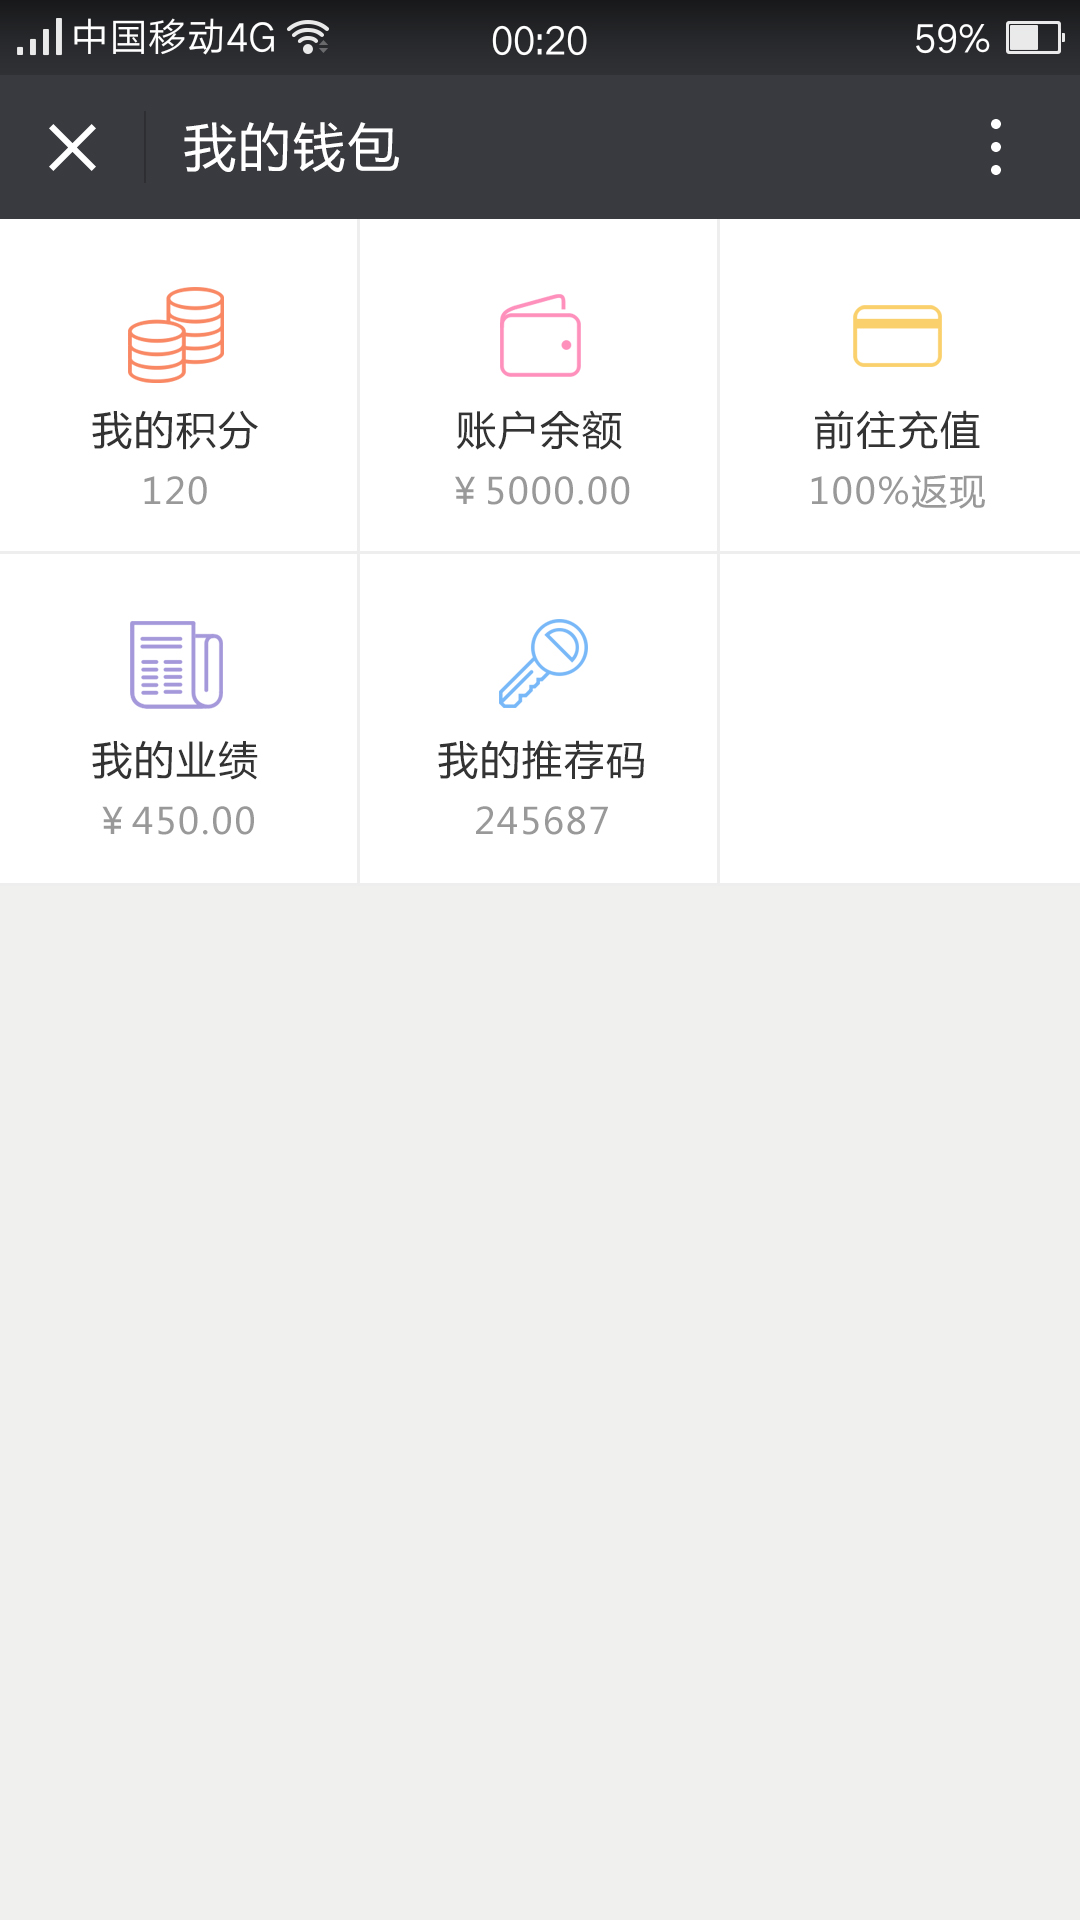 中国移动4G 00:20 59%
我的钱包
我的积分 账户余额 前往充值
120 ¥5000.00 100%返现
我的业绩 我的推荐码
¥450.00 245687